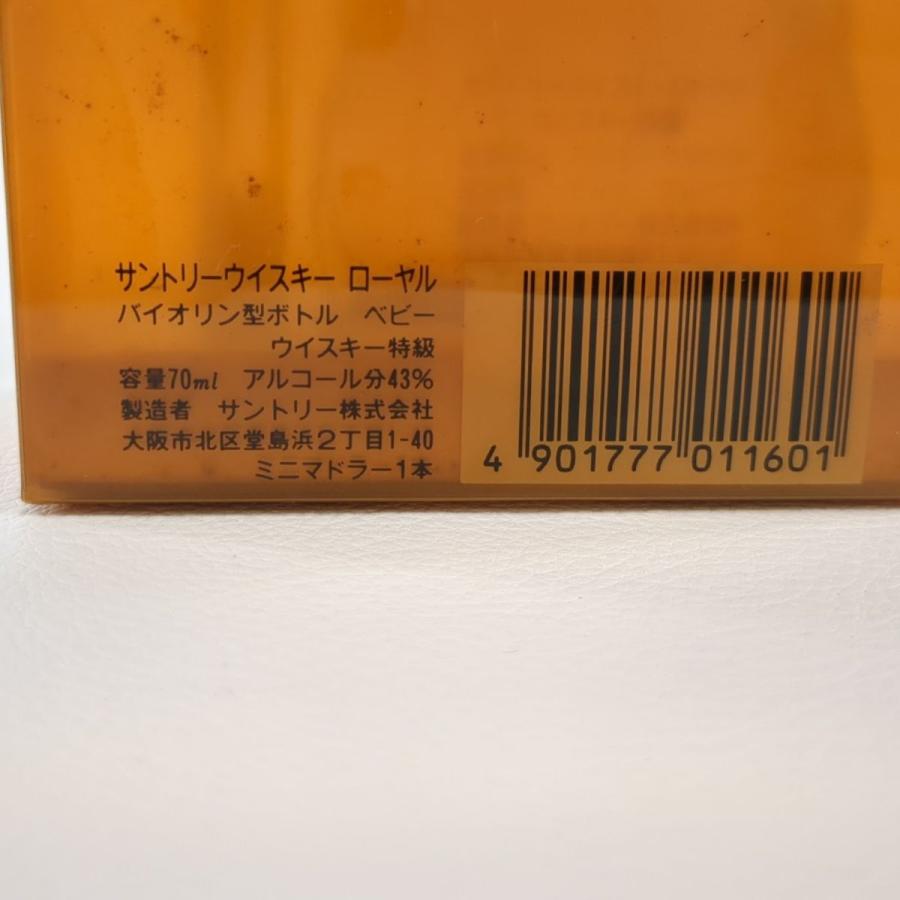 サントリーウイスキー ローヤル
バイオリン型ボトル ベビー
ウイスキー特級
容量70ml アルコール分43%
製造者 サントリー株式会社
大阪市北区堂島浜2丁目1-40
ミニマドラー1本
4 901777 011601